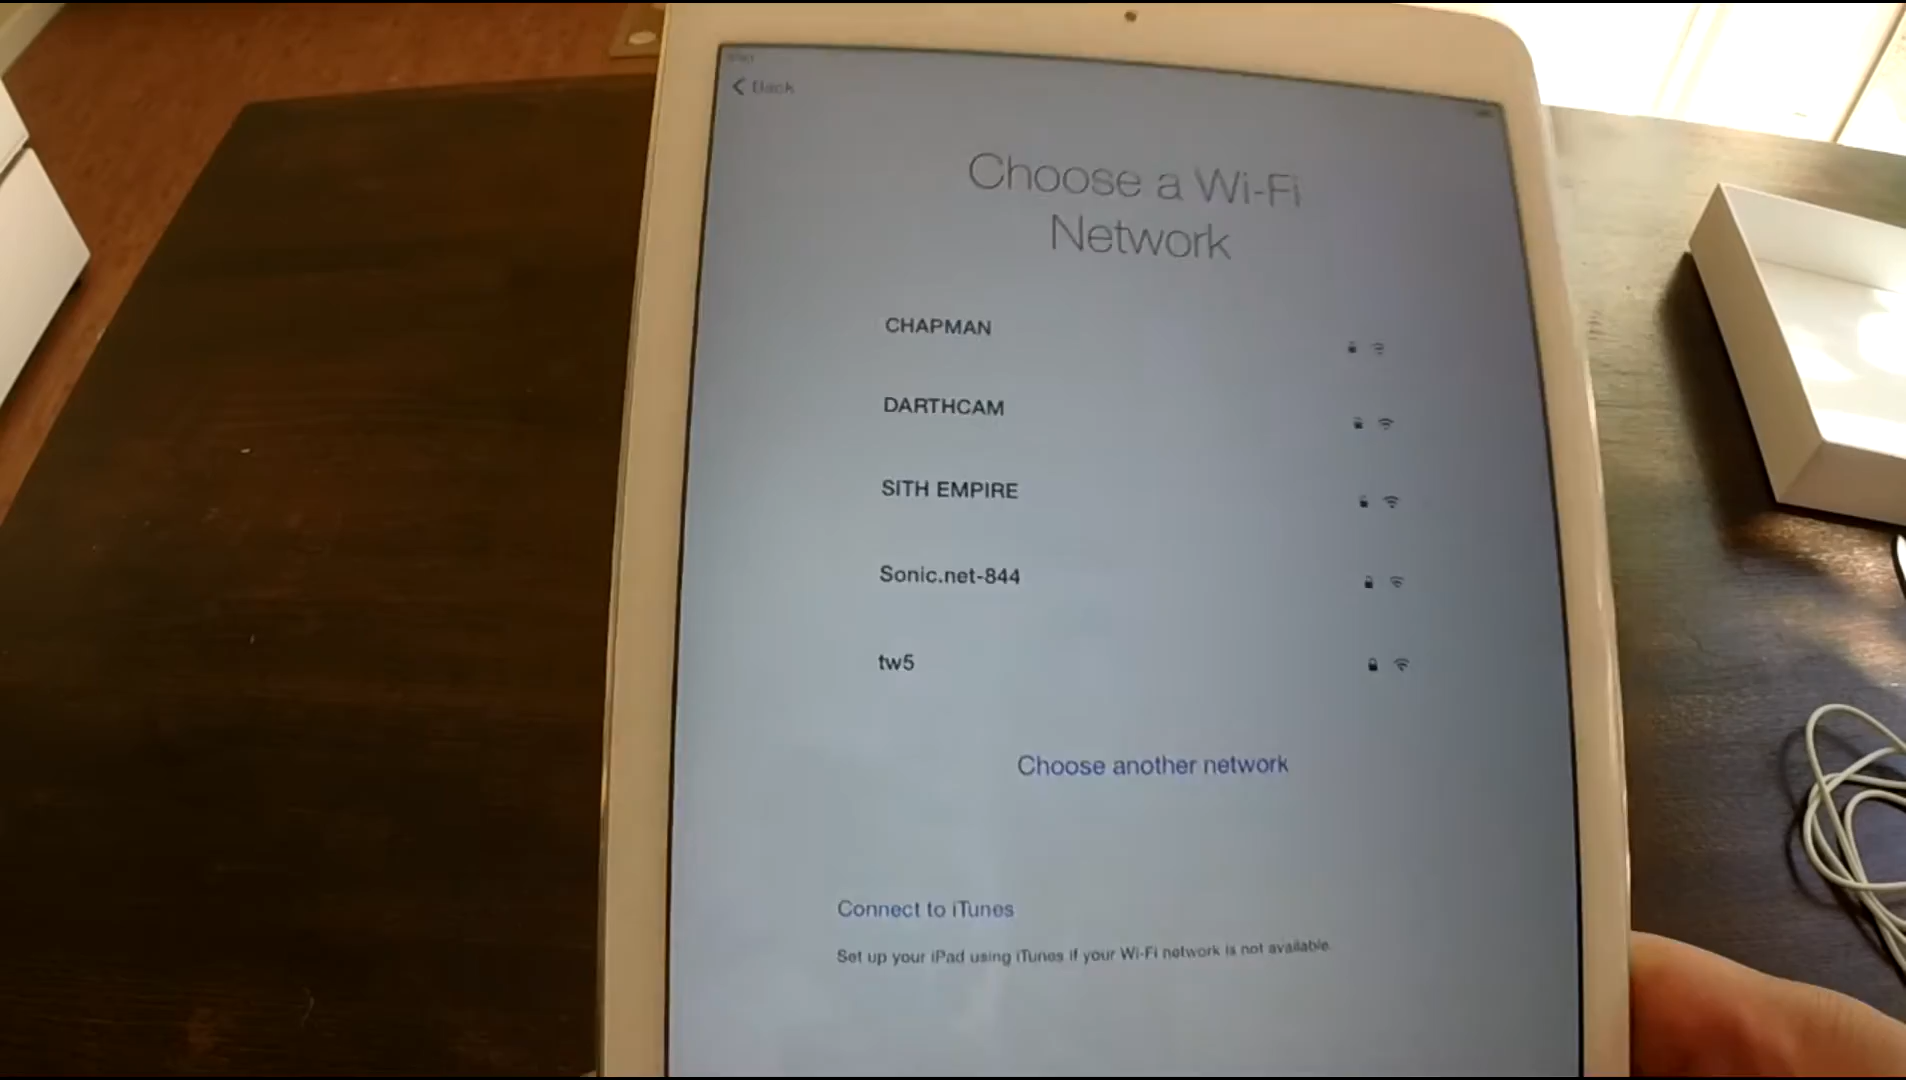 Back
Choose a Wi-Fi
Network
CHAPMAN
DARTHCAM
SITH EMPIRE
Sonic.net-844
tw5
Choose another network
Connect to iTunes
Set up your iPad using iTunes if your Wi-Fi network is not available.